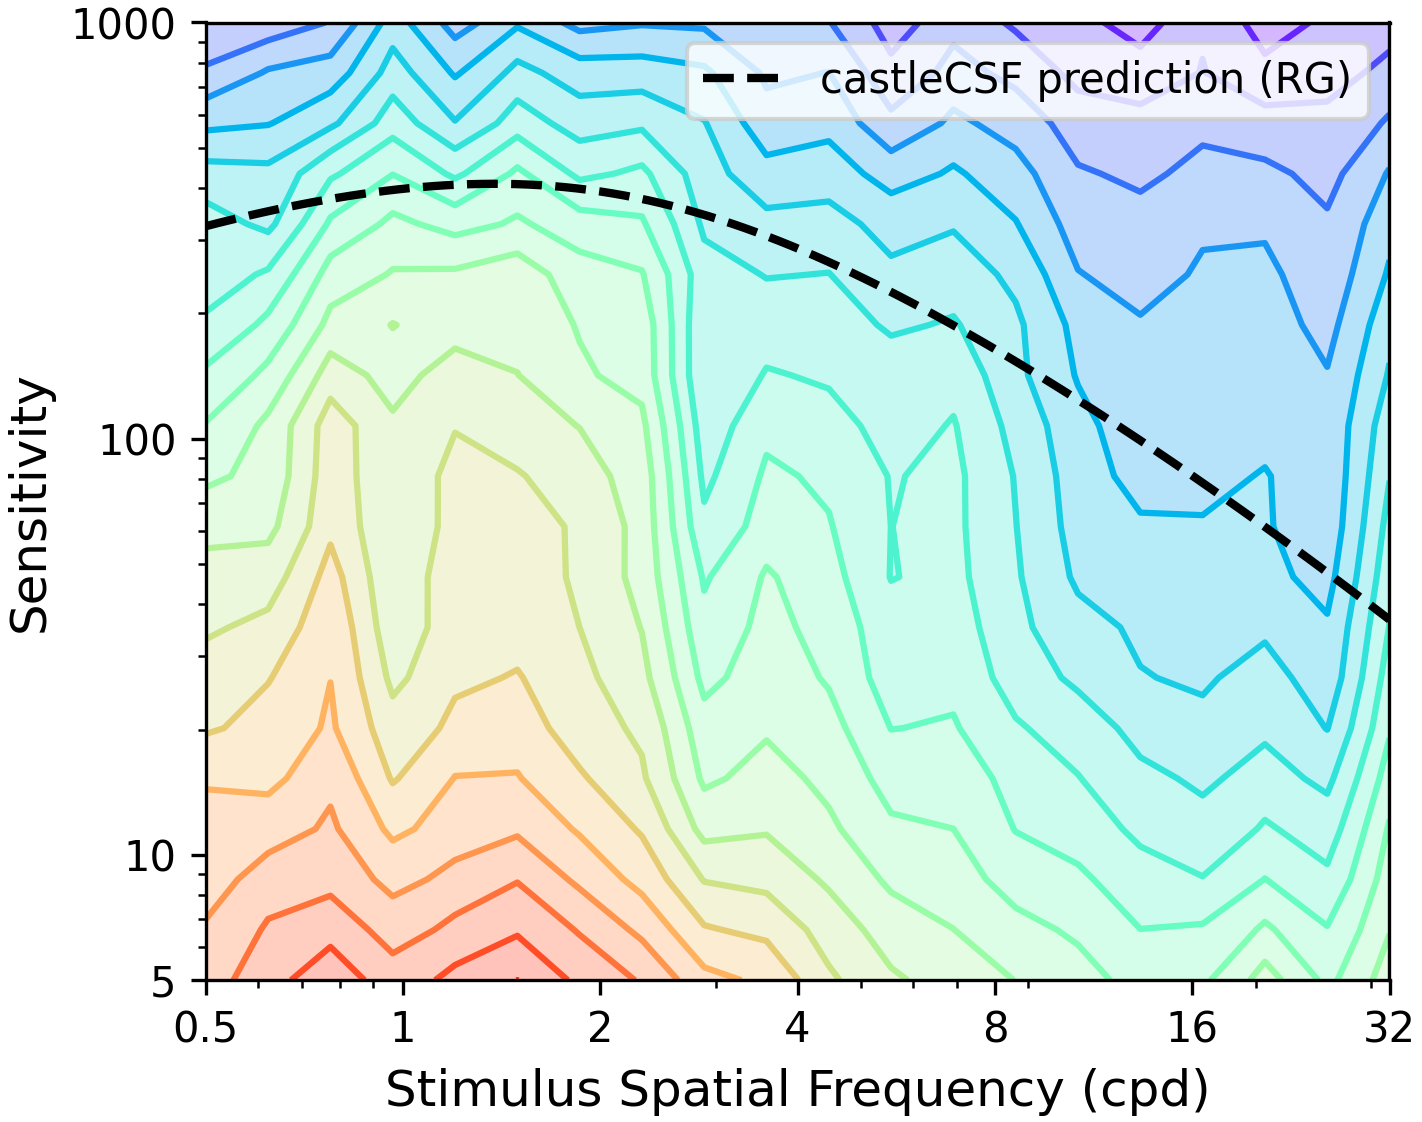 1000
castleCSF prediction (RG)
Sensitivity
100
10
5
0.5 1 2 4 8 16 32
Stimulus Spatial Frequency (cpd)